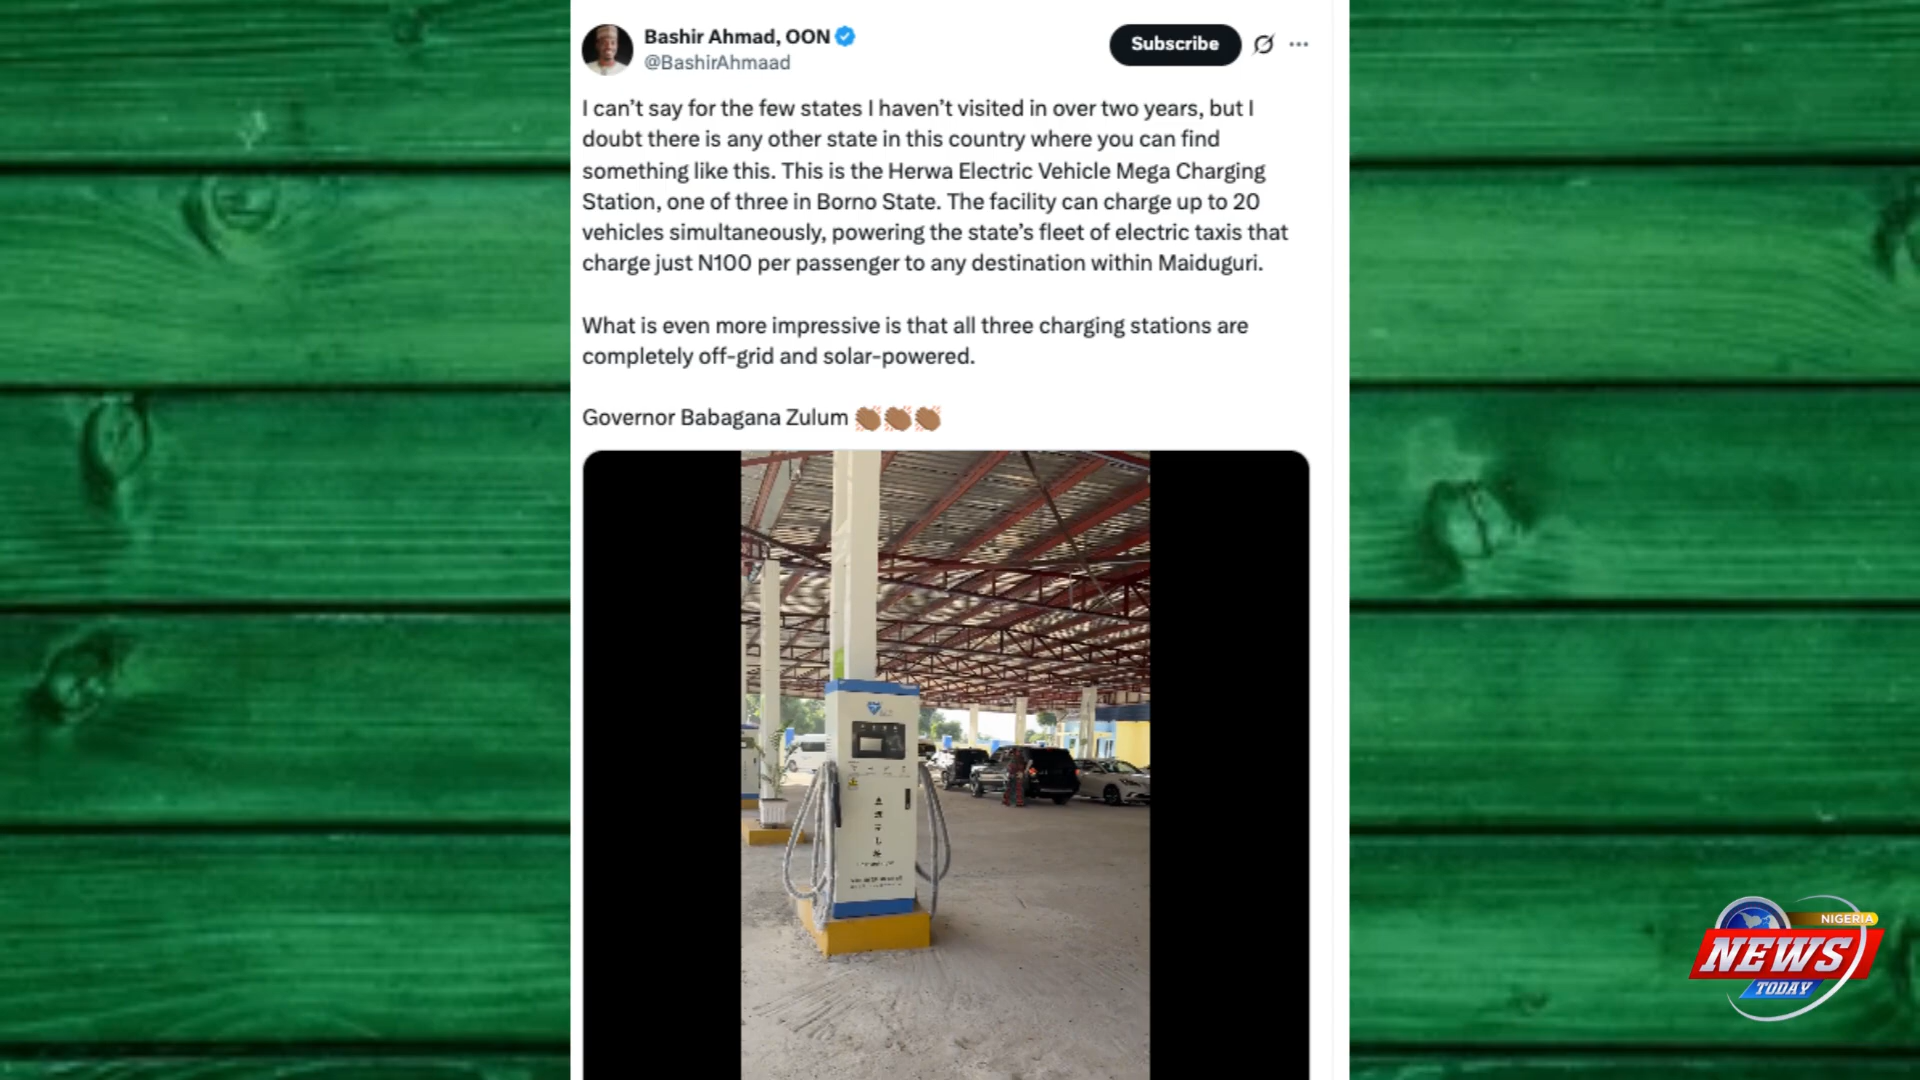 Bashir Ahmad, OON
@BashirAhmaad
Subscribe
I can’t say for the few states I haven’t visited in over two years, but I
doubt there is any other state in this country where you can find
something like this. This is the Herwa Electric Vehicle Mega Charging
Station, one of three in Borno State. The facility can charge up to 20
vehicles simultaneously, powering the state’s fleet of electric taxis that
charge just N100 per passenger to any destination within Maiduguri.
What is even more impressive is that all three charging stations are
completely off-grid and solar-powered.
Governor Babagana Zulum 👏🏾👏🏾👏🏾
NIGERIA
NEWS
TODAY